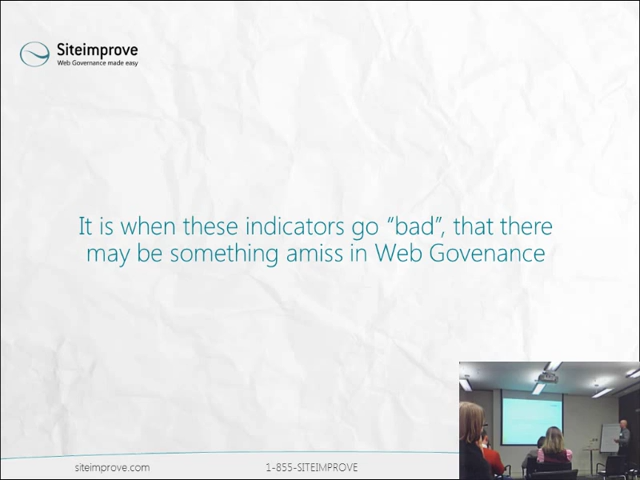 Siteimprove
Web Governance made easy
It is when these indicators go “bad”, that there
may be something amiss in Web Govenance
siteimprove.com
1-855-SITEIMPROVE